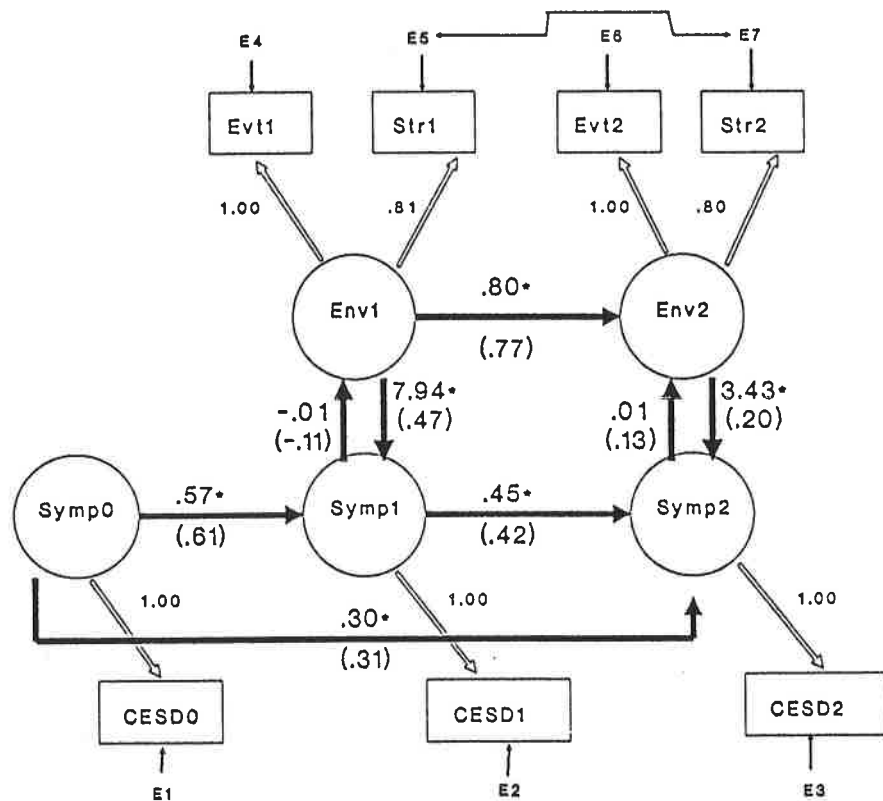 E4 E5 E6 E7
Evt1 Str1 Evt2 Str2
1.00 .81 1.00 .80
.80*
Env1 Env2
(.77)
-.01 7.94* .01 3.43*
(-.11) (.47) (.13) (.20)
.57* .45*
Symp0 Symp1 Symp2
(.61) (.42)
1.00 .30* 1.00 1.00
(.31)
CESD0 CESD1 CESD2
E1 E2 E3